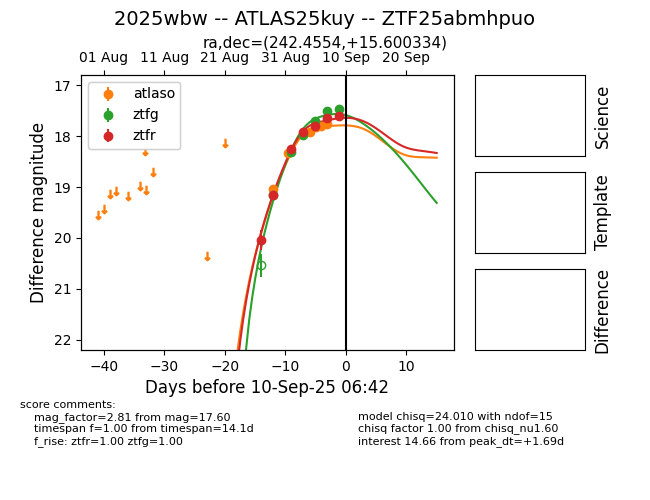 2025wbw -- ATLAS25kuy -- ZTF25abmhpuo
ra,dec=(242.4554,+15.600334)
01 Aug 11 Aug 21 Aug 31 Aug 10 Sep 20 Sep
atlaso
ztfg
ztfr
17
18
19
20
21
22
Difference magnitude
−40 −30 −20 −10 0 10
Days before 10-Sep-25 06:42
Science
Template
Difference
score comments:
mag_factor=2.81 from mag=17.60
timespan f=1.00 from timespan=14.1d
f_rise: ztfr=1.00 ztfg=1.00
model chisq=24.010 with ndof=15
chisq factor 1.00 from chisq_nu1.60
interest 14.66 from peak_dt=+1.69d